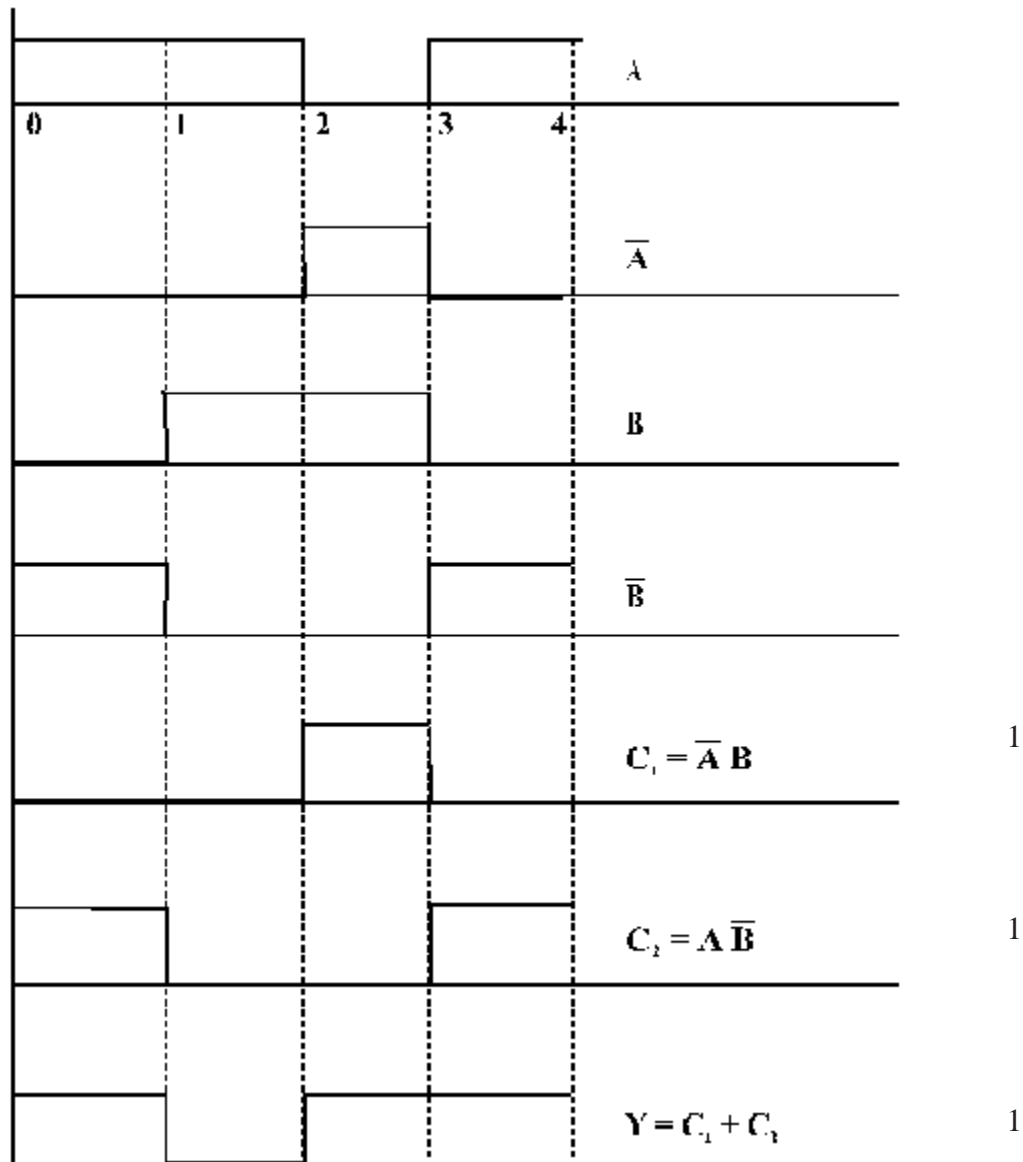 A
0 1 2 3 4
A̅
B
B̅
C₁ = A̅ B 1
C₂ = A B̅ 1
Y = C₁ + C₂ 1